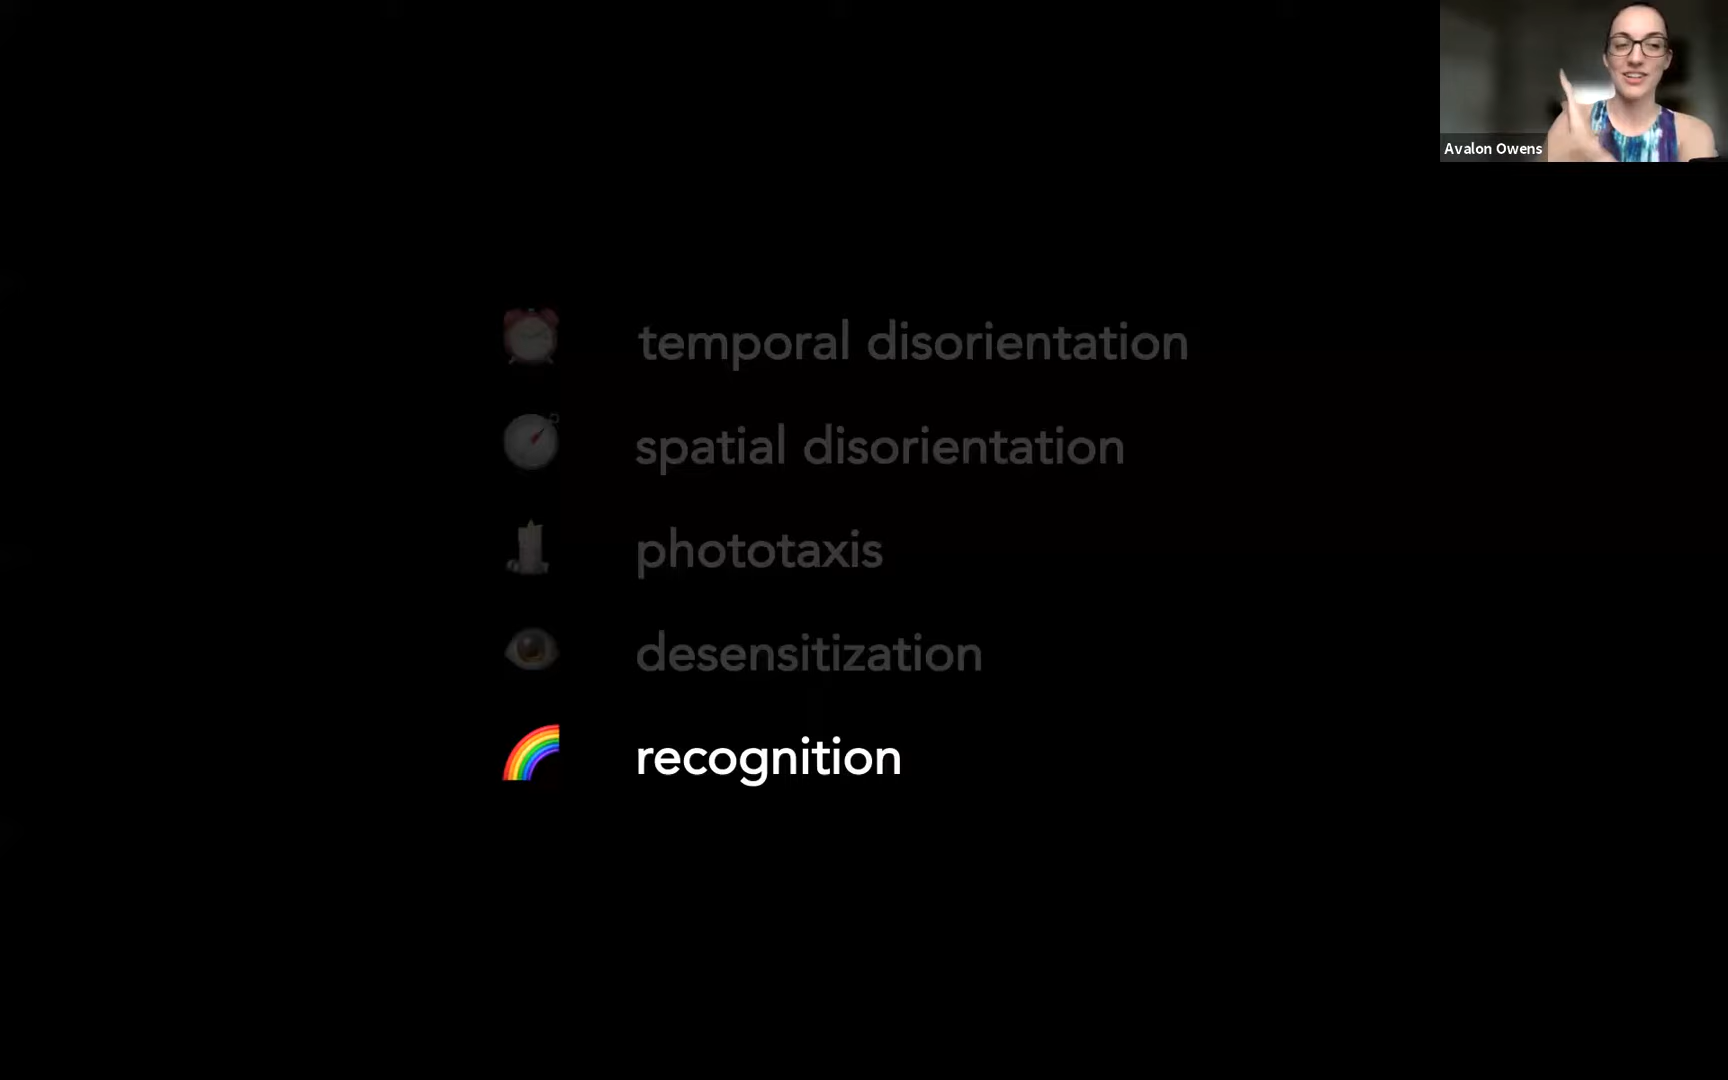 Avalon Owens
temporal disorientation
spatial disorientation
phototaxis
desensitization
recognition